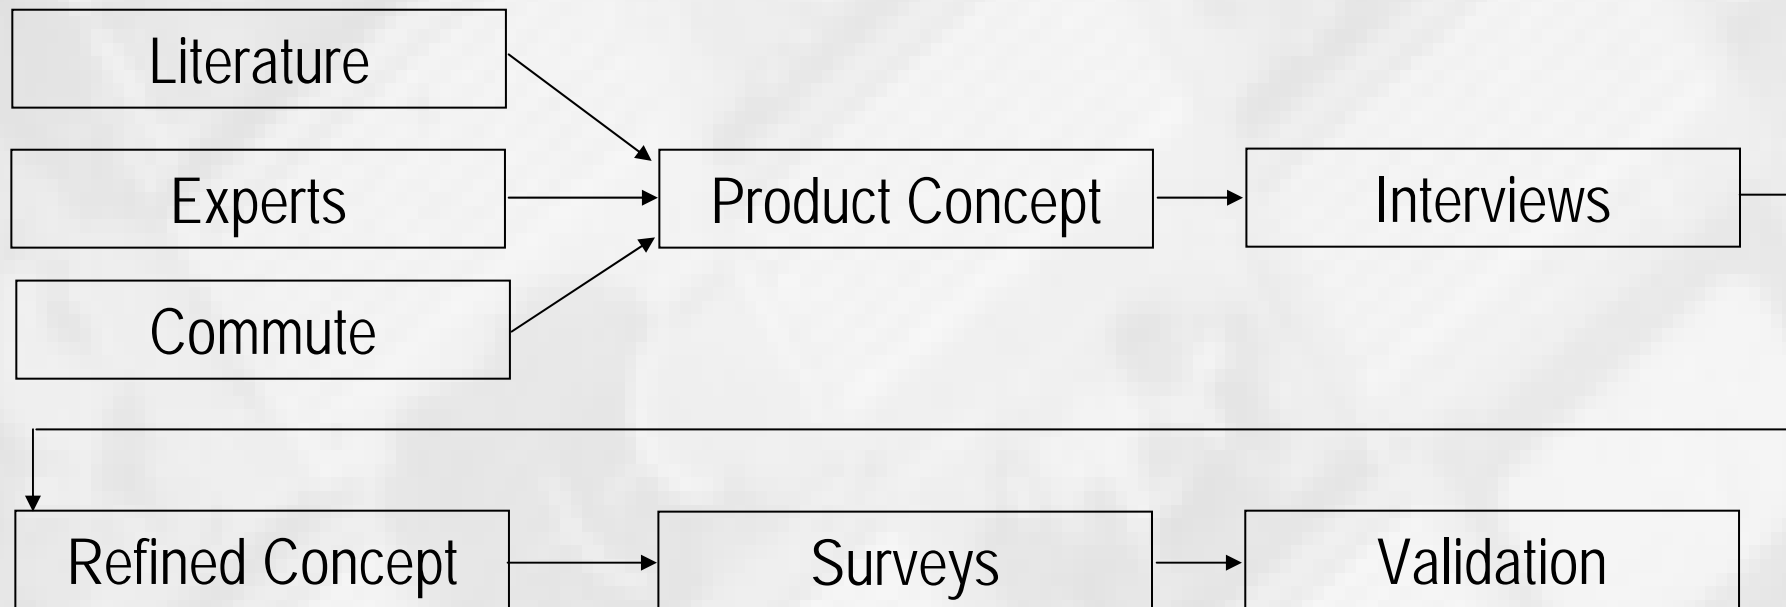 Literature
Experts
Product Concept
Interviews
Commute
Refined Concept
Surveys
Validation